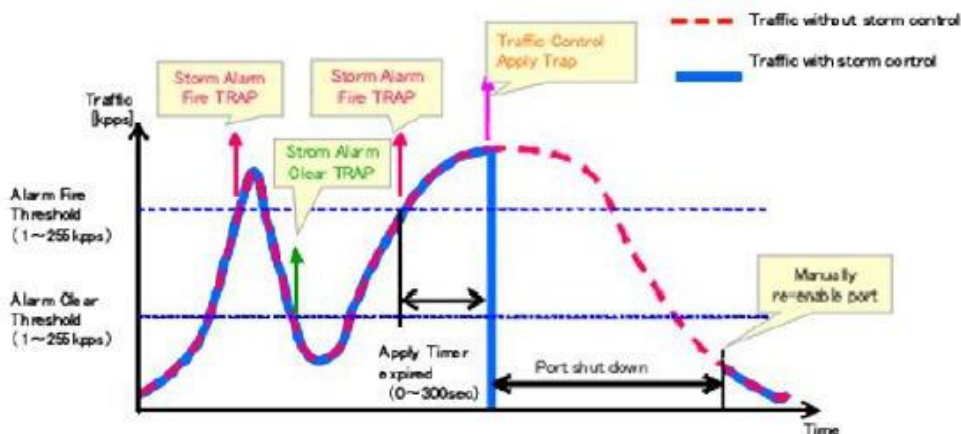 Traffic without storm control
Traffic with storm control
Traffic Control
Apply Trap
Storm Alarm
Fire TRAP
Storm Alarm
Fire TRAP
Strom Alarm
Clear TRAP
Traffic
[kpps]
Alarm Fire
Threshold
(1～255kpps)
Alarm Clear
Threshold
(1～255kpps)
Manually
re-enable port
Apply Timer
expired
(0～300sec)
Port shut down
Time